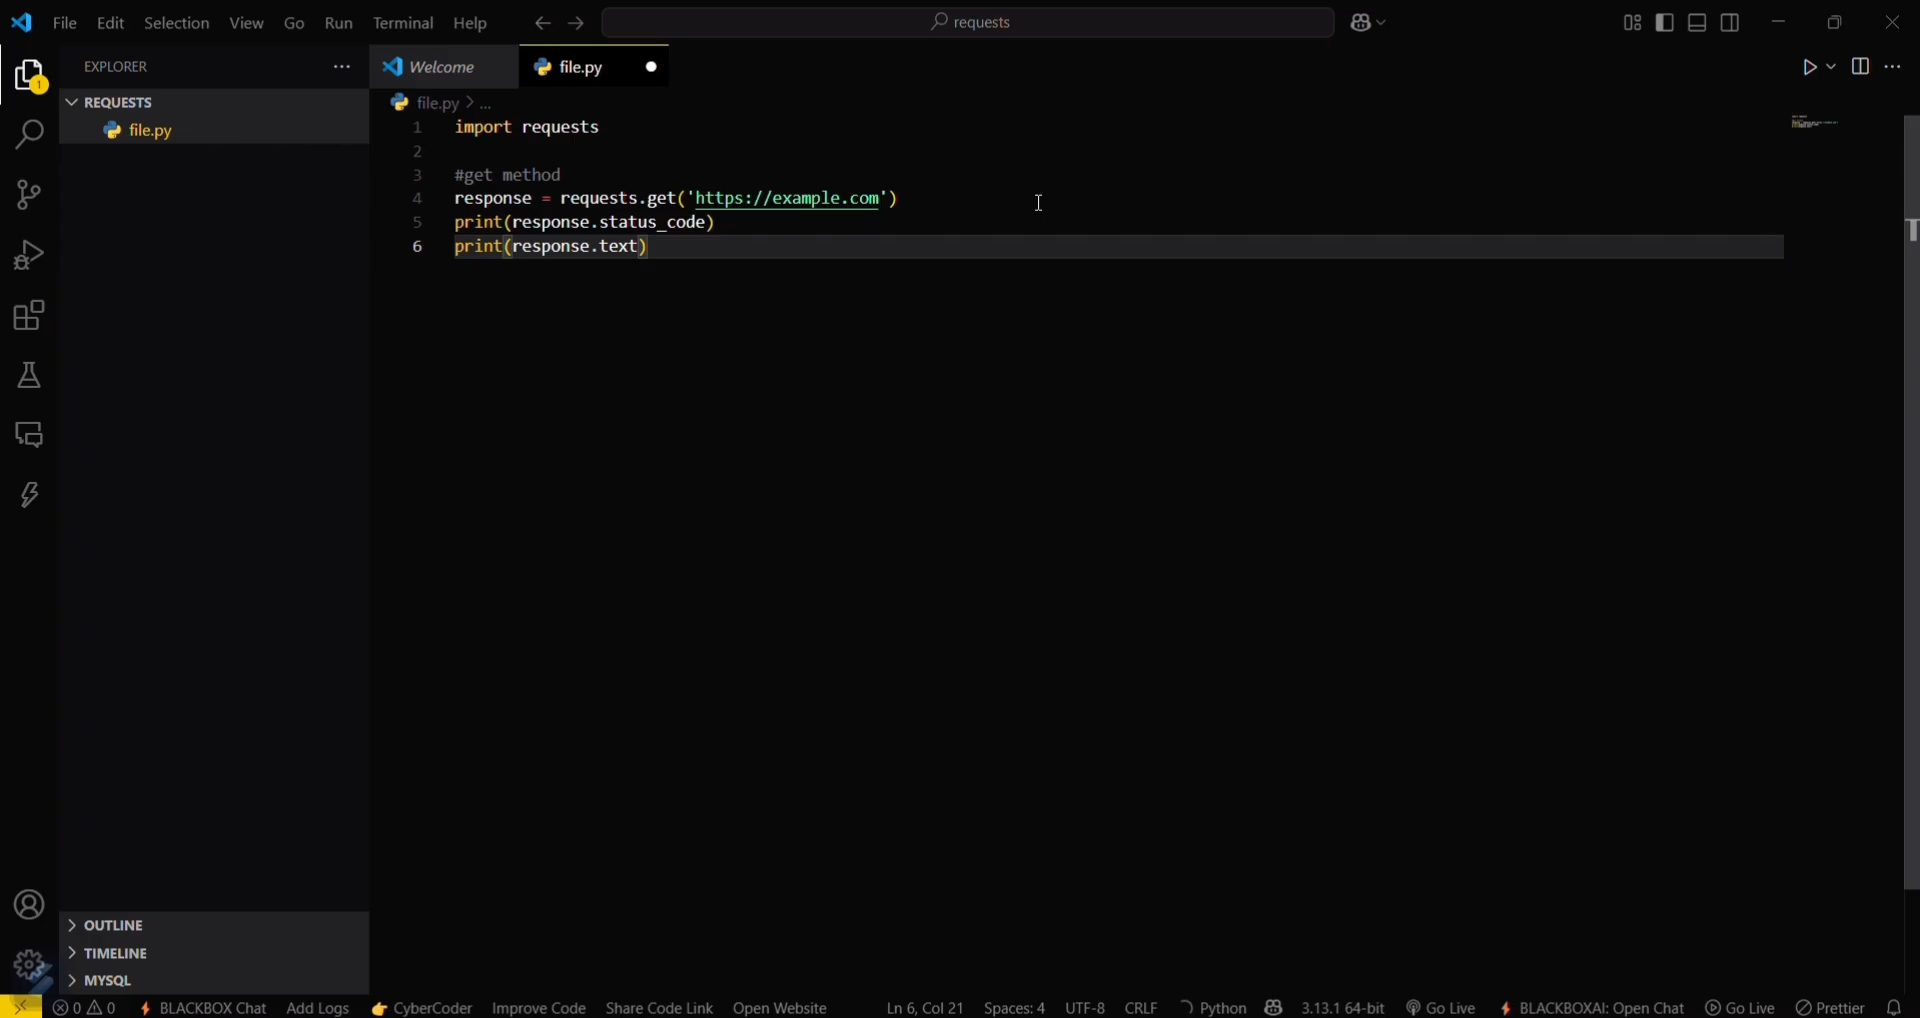 File Edit Selection View Go Run Terminal Help
requests
EXPLORER
1
REQUESTS
file.py
Welcome
file.py
file.py > ...
1 import requests
2
3 #get method
4 response = requests.get('https://example.com')
5 print(response.status_code)
6 print(response.text)
OUTLINE
TIMELINE
MYSQL
0 0 BLACKBOX Chat Add Logs 👉 CyberCoder Improve Code Share Code Link Open Website Ln 6, Col 21 Spaces: 4 UTF-8 CRLF Python 3.13.1 64-bit Go Live BLACKBOXAI: Open Chat Go Live Prettier